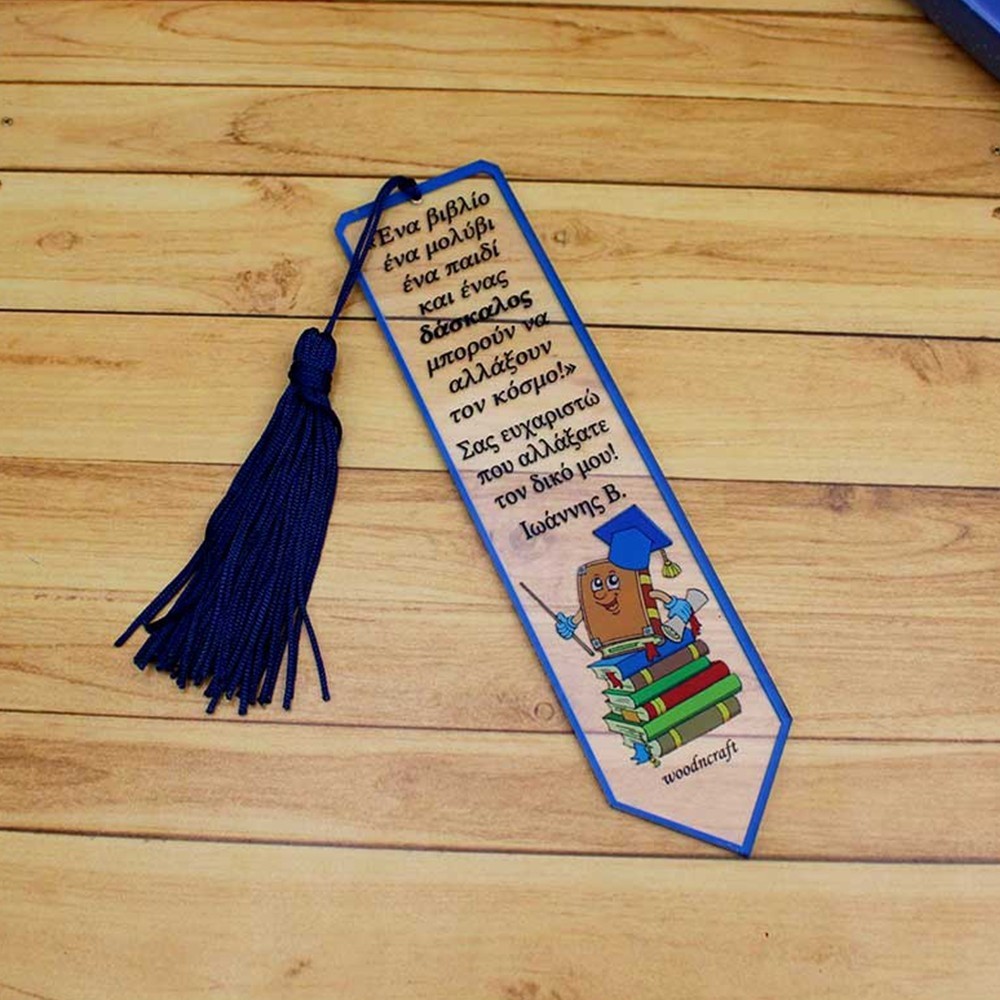 «Ένα βιβλίο
ένα μολύβι
ένα παιδί
και ένας
δάσκαλος
μπορούν να
αλλάξουν
τον κόσμο!»
Σας ευχαριστώ
που αλλάξατε
τον δικό μου!
Ιωάννης Β.
woodncraft